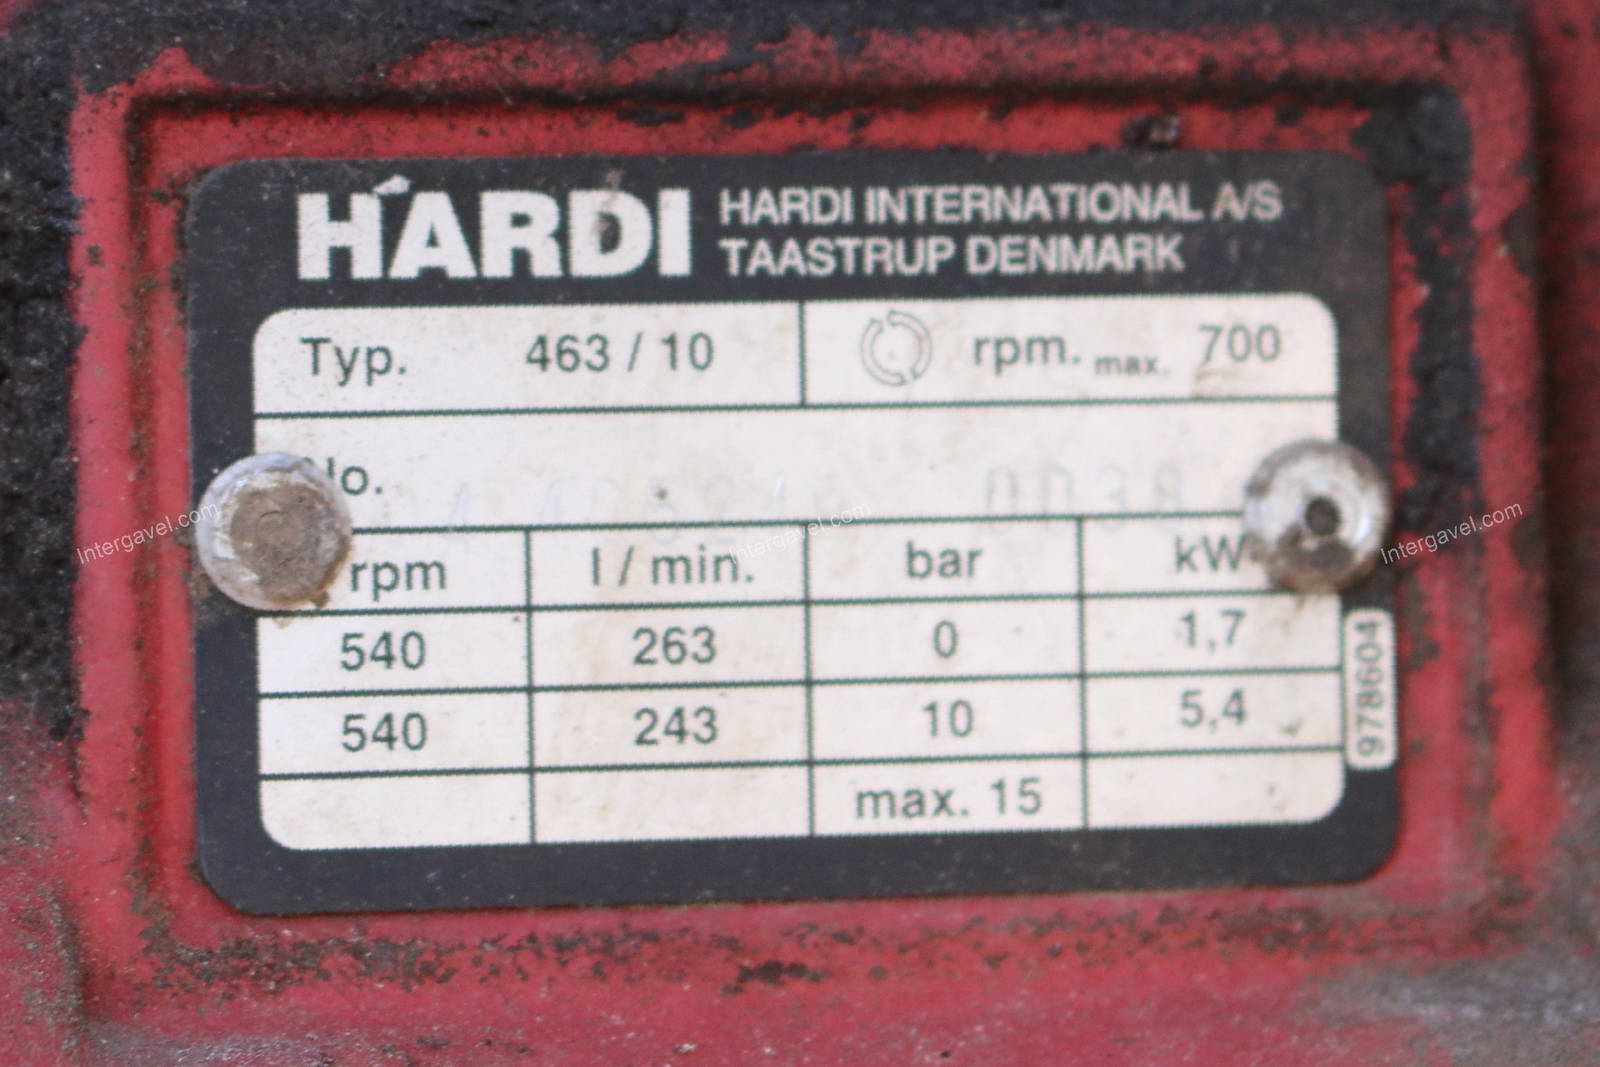 HARDI HARDI INTERNATIONAL A/S
TAASTRUP DENMARK
Typ. 463 / 10 rpm. max. 700
No. 0038
rpm l / min. bar kW
540 263 0 1,7
540 243 10 5,4
max. 15
978604
Intergavel.com
Intergavel.com
Intergavel.com